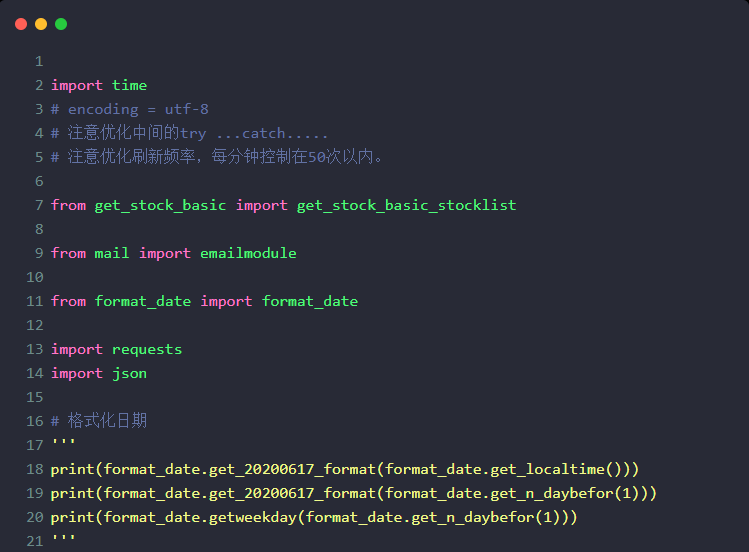 1
2 import time
3 # encoding = utf-8
4 # 注意优化中间的try ...catch.....
5 # 注意优化刷新频率，每分钟控制在50次以内。
6
7 from get_stock_basic import get_stock_basic_stocklist
8
9 from mail import emailmodule
10
11 from format_date import format_date
12
13 import requests
14 import json
15
16 # 格式化日期
17 '''
18 print(format_date.get_20200617_format(format_date.get_localtime()))
19 print(format_date.get_20200617_format(format_date.get_n_daybefor(1)))
20 print(format_date.getweekday(format_date.get_n_daybefor(1)))
21 '''